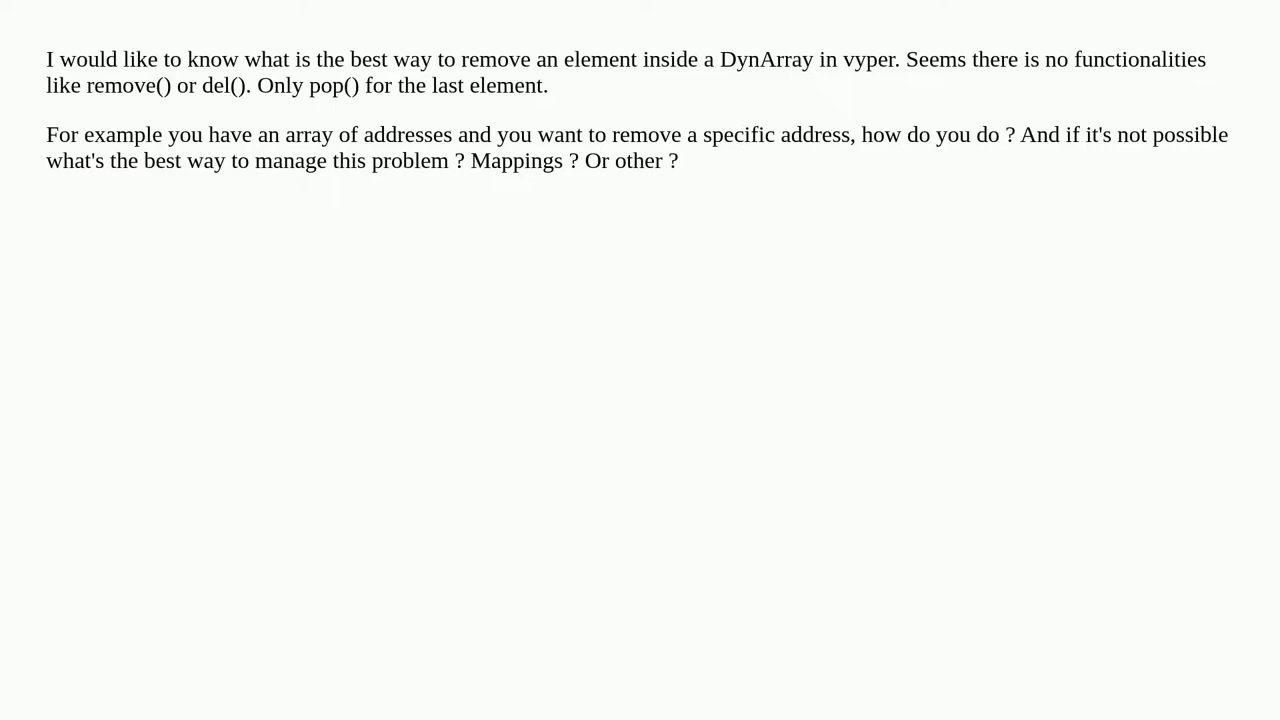 I would like to know what is the best way to remove an element inside a DynArray in vyper. Seems there is no functionalities
like remove() or del(). Only pop() for the last element.
For example you have an array of addresses and you want to remove a specific address, how do you do ? And if it's not possible
what's the best way to manage this problem ? Mappings ? Or other ?